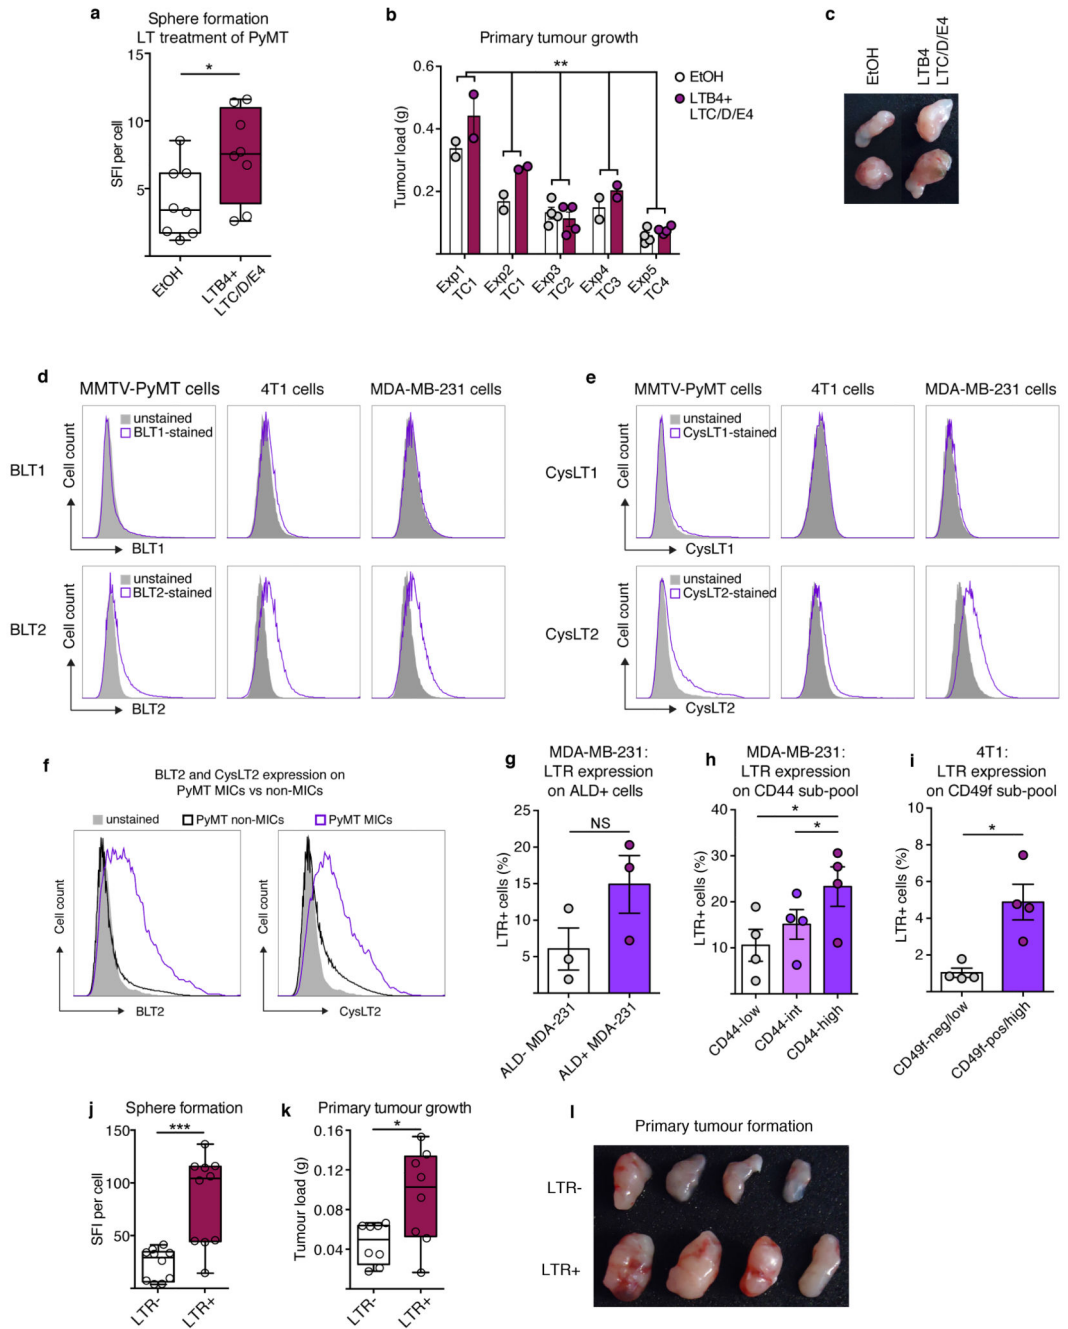 a
Sphere formation
LT treatment of PyMT
15
10
5
SFI per cell
*
EtOH
LTB4+
LTC/D/E4
b
Primary tumour growth
0.6
0.4
0.2
Tumour load (g)
**
EtOH
LTB4+
LTC/D/E4
Exp1
TC1
Exp2
TC1
Exp3
TC2
Exp4
TC3
Exp5
TC4
c
EtOH
LTB4
LTC/D/E4
d
MMTV-PyMT cells
4T1 cells
MDA-MB-231 cells
BLT1
Cell count
unstained
BLT1-stained
BLT1
BLT2
Cell count
unstained
BLT2-stained
BLT2
e
MMTV-PyMT cells
4T1 cells
MDA-MB-231 cells
CysLT1
Cell count
unstained
CysLT1-stained
CysLT1
CysLT2
Cell count
unstained
CysLT2-stained
CysLT2
f
BLT2 and CysLT2 expression on
PyMT MICs vs non-MICs
unstained
PyMT non-MICs
PyMT MICs
Cell count
BLT2
Cell count
CysLT2
g
MDA-MB-231:
LTR expression
on ALD+ cells
25
20
15
10
5
LTR+ cells (%)
NS
ALD- MDA-231
ALD+ MDA-231
h
MDA-MB-231:
LTR expression
on CD44 sub-pool
40
30
20
10
LTR+ cells (%)
*
*
CD44-low
CD44-int
CD44-high
i
4T1:
LTR expression
on CD49f sub-pool
10
8
6
4
2
LTR+ cells (%)
*
CD49f-neg/low
CD49f-pos/high
j
Sphere formation
150
100
50
SFI per cell
***
LTR-
LTR+
k
Primary tumour growth
0.16
0.12
0.08
0.04
Tumour load (g)
*
LTR-
LTR+
l
Primary tumour formation
LTR-
LTR+